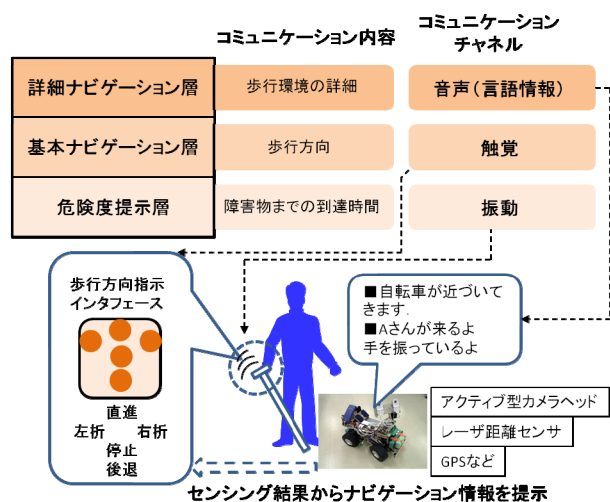 コミュニケーション内容
コミュニケーション
チャネル
詳細ナビゲーション層
歩行環境の詳細
音声(言語情報)
基本ナビゲーション層
歩行方向
触覚
危険度提示層
障害物までの到達時間
振動
歩行方向指示
インタフェース
直進
左折 右折
停止
後退
■自転車が近づいて
きます.
■Aさんが来るよ
手を振っているよ
アクティブ型カメラヘッド
レーザ距離センサ
GPSなど
センシング結果からナビゲーション情報を提示